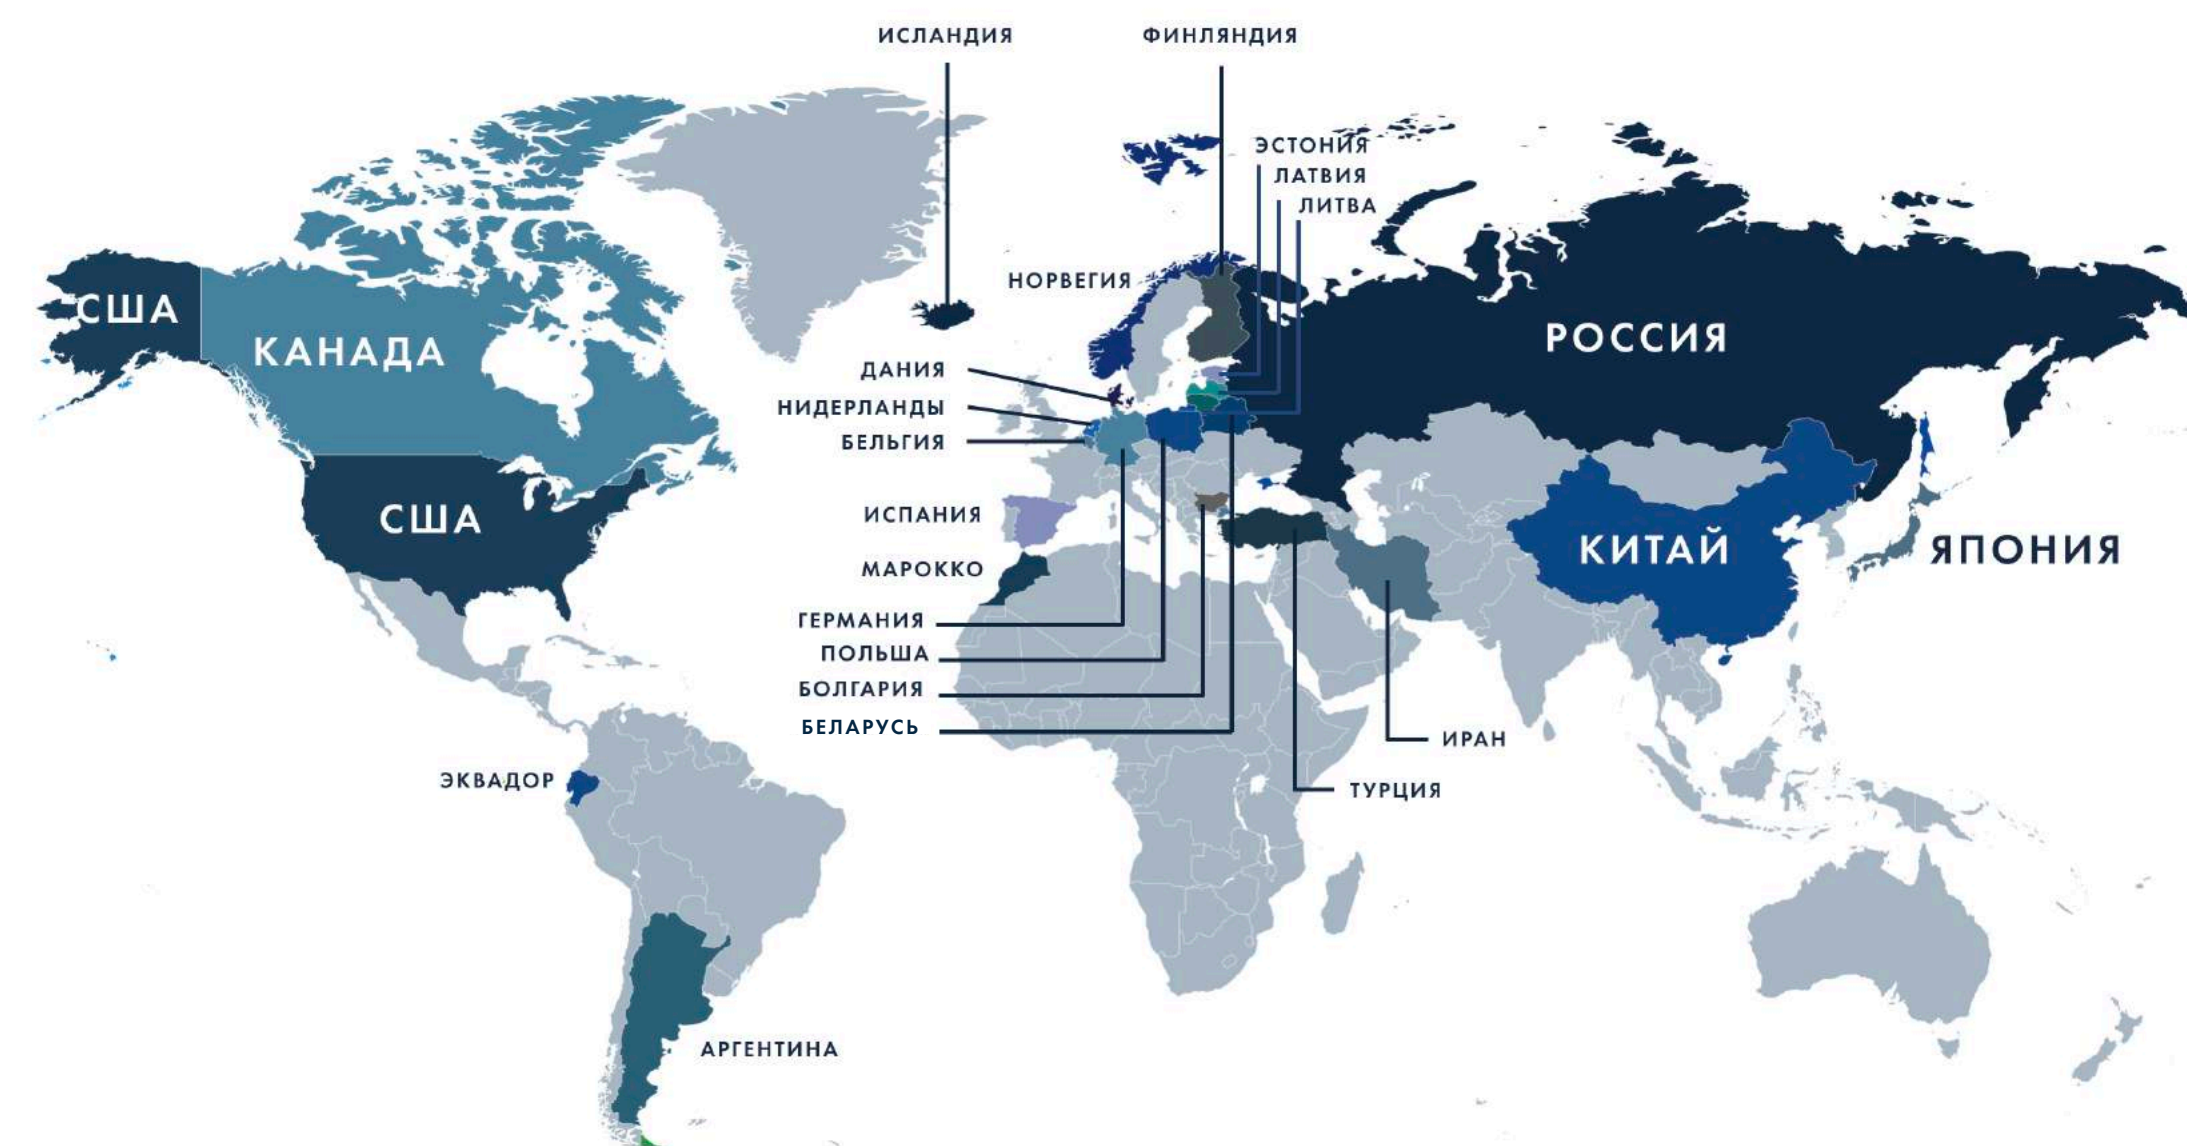 ИСЛАНДИЯ
ФИНЛЯНДИЯ
ЭСТОНИЯ
ЛАТВИЯ
ЛИТВА
НОРВЕГИЯ
США
КАНАДА
РОССИЯ
ДАНИЯ
НИДЕРЛАНДЫ
БЕЛЬГИЯ
США
ИСПАНИЯ
КИТАЙ
ЯПОНИЯ
МАРОККО
ГЕРМАНИЯ
ПОЛЬША
БОЛГАРИЯ
БЕЛАРУСЬ
ИРАН
ЭКВАДОР
ТУРЦИЯ
АРГЕНТИНА